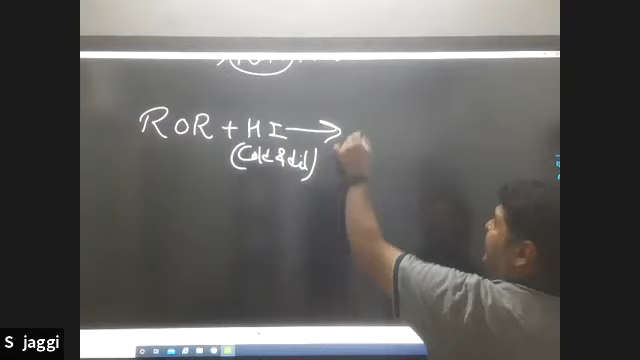 ROR + HI →
(Cold & dil)
S jaggi